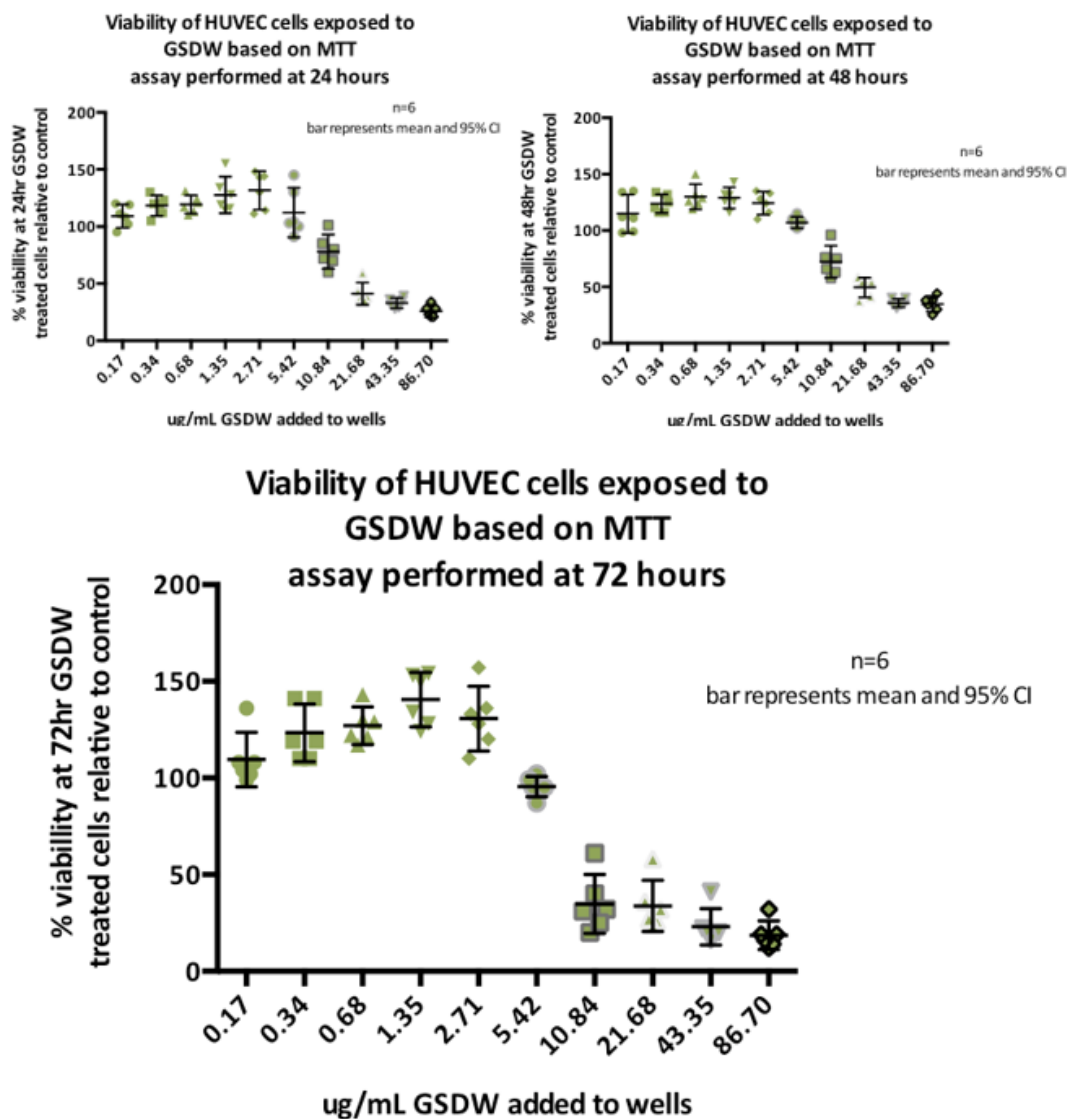 Viability of HUVEC cells exposed to
GSDW based on MTT
assay performed at 24 hours
n=6
bar represents mean and 95% CI
% viabillity at 24hr GSDW
treated cells relative to control
200
150
100
50
0
0.17
0.34
0.68
1.35
2.71
5.42
10.84
21.68
43.35
86.70
ug/mL GSDW added to wells
Viability of HUVEC cells exposed to
GSDW based on MTT
assay performed at 48 hours
n=6
bar represents mean and 95% CI
% viabillity at 48hr GSDW
treated cells relative to control
200
150
100
50
0
0.17
0.34
0.68
1.35
2.71
5.42
10.84
21.68
43.35
86.70
ug/mL GSDW added to wells
Viability of HUVEC cells exposed to
GSDW based on MTT
assay performed at 72 hours
n=6
bar represents mean and 95% CI
% viabillity at 72hr GSDW
treated cells relative to control
200
150
100
50
0
0.17
0.34
0.68
1.35
2.71
5.42
10.84
21.68
43.35
86.70
ug/mL GSDW added to wells